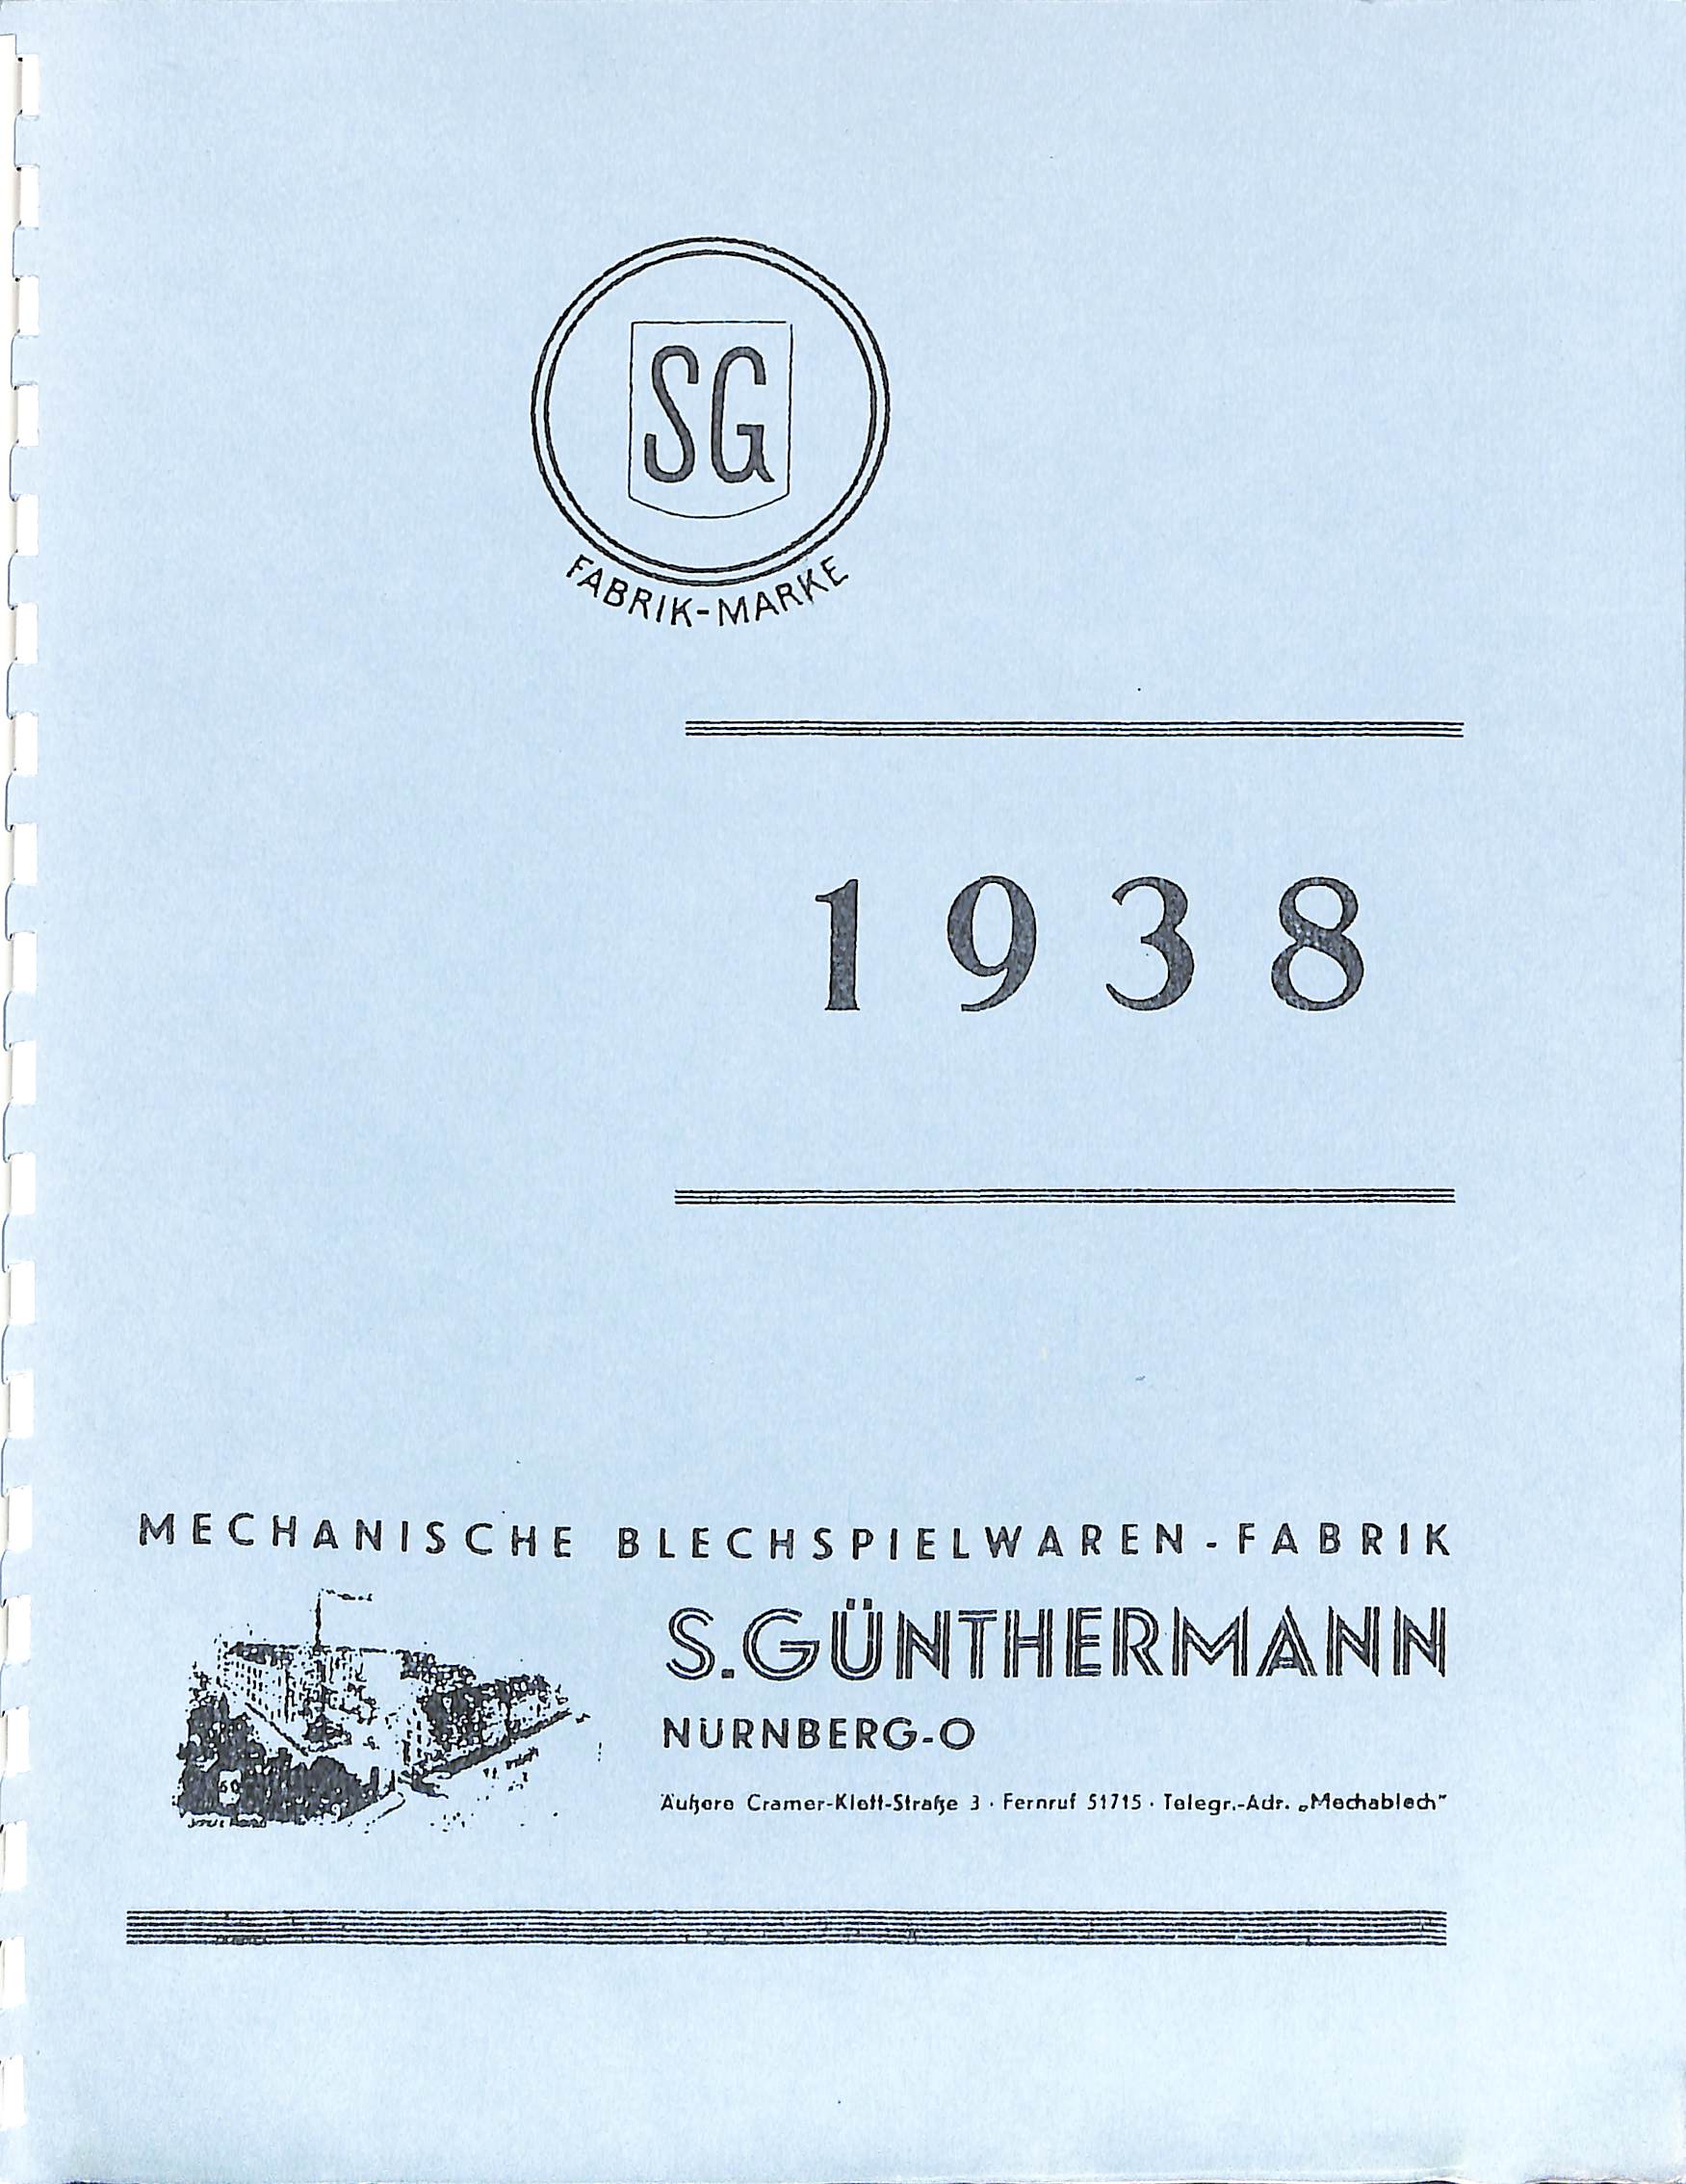 SG
FABRIK-MARKE
1938
MECHANISCHE BLECHSPIELWAREN-FABRIK
S.GÜNTHERMANN
NÜRNBERG-O
Äußere Cramer-Klett-Straße 3 · Fernruf 51715 · Telegr.-Adr. „Mechablech"